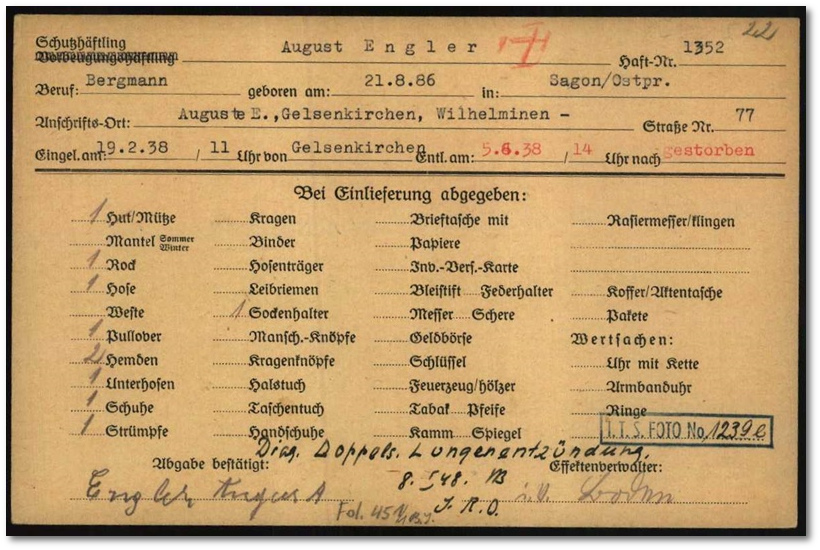 22
Schutzhäftling August Engler II Haft-Nr. 1352
Vorbeugungshäftling
Beruf: Bergmann geboren am: 21.8.86 in: Sagon/Ostpr.
Anschrifts-Ort: Auguste E., Gelsenkirchen, Wilhelminen - Straße Nr. 77
Eingel. am: 19.2.38 / 11 Uhr von Gelsenkirchen Entl. am: 5.6.38 / 14 Uhr nach gestorben
Bei Einlieferung abgegeben:
1 Hut/Mütze Kragen Brieftasche mit Rasiermesser/klingen
Mantel Sommer Winter Binder Papiere
1 Rock Hosenträger Inv.-Vers.-Karte
1 Hose Leibriemen Bleistift Federhalter Koffer/Aktentasche
Weste 1 Sockenhalter Messer Schere Pakete
1 Pullover Mansch.-Knöpfe Geldbörse Wertsachen:
2 Hemden Kragenknöpfe Schlüssel Uhr mit Kette
1 Unterhosen Halstuch Feuerzeug/hölzer Armbanduhr
1 Schuhe Taschentuch Tabak Pfeife Ringe
1 Strümpfe Handschuhe Kamm Spiegel I.T.S. FOTO No. 1239e
Diag. Doppels. Lungenentzündung.
Abgabe bestätigt: Effektenverwalter:
8. I 48.
Engler August i.V.
Fol. 451 I.R.O.